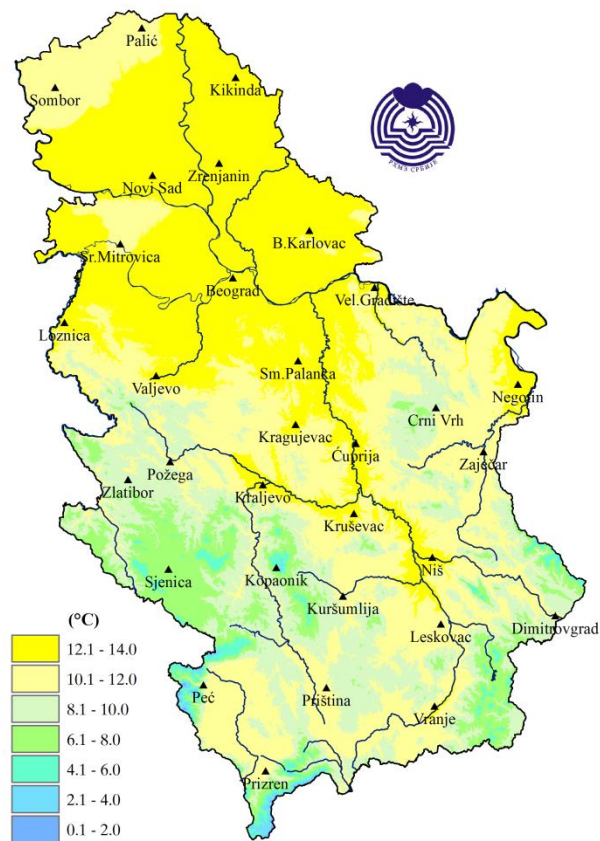 Palić
Kikinda
Sombor
РХМЗ СРБИЈЕ
Zrenjanin
Novi Sad
B.Karlovac
Sr.Mitrovica
Beograd
Vel.Gradište
Loznica
Sm.Palanka
Valjevo
Negotin
Crni Vrh
Kragujevac
Ćuprija
Zaječar
Požega
Zlatibor
Kraljevo
Kruševac
Niš
Sjenica
Kopaonik
Kuršumlija
Dimitrovgrad
Leskovac
(°C)
12.1 - 14.0
10.1 - 12.0
8.1 - 10.0
6.1 - 8.0
4.1 - 6.0
2.1 - 4.0
0.1 - 2.0
Peć
Priština
Vranje
Prizren